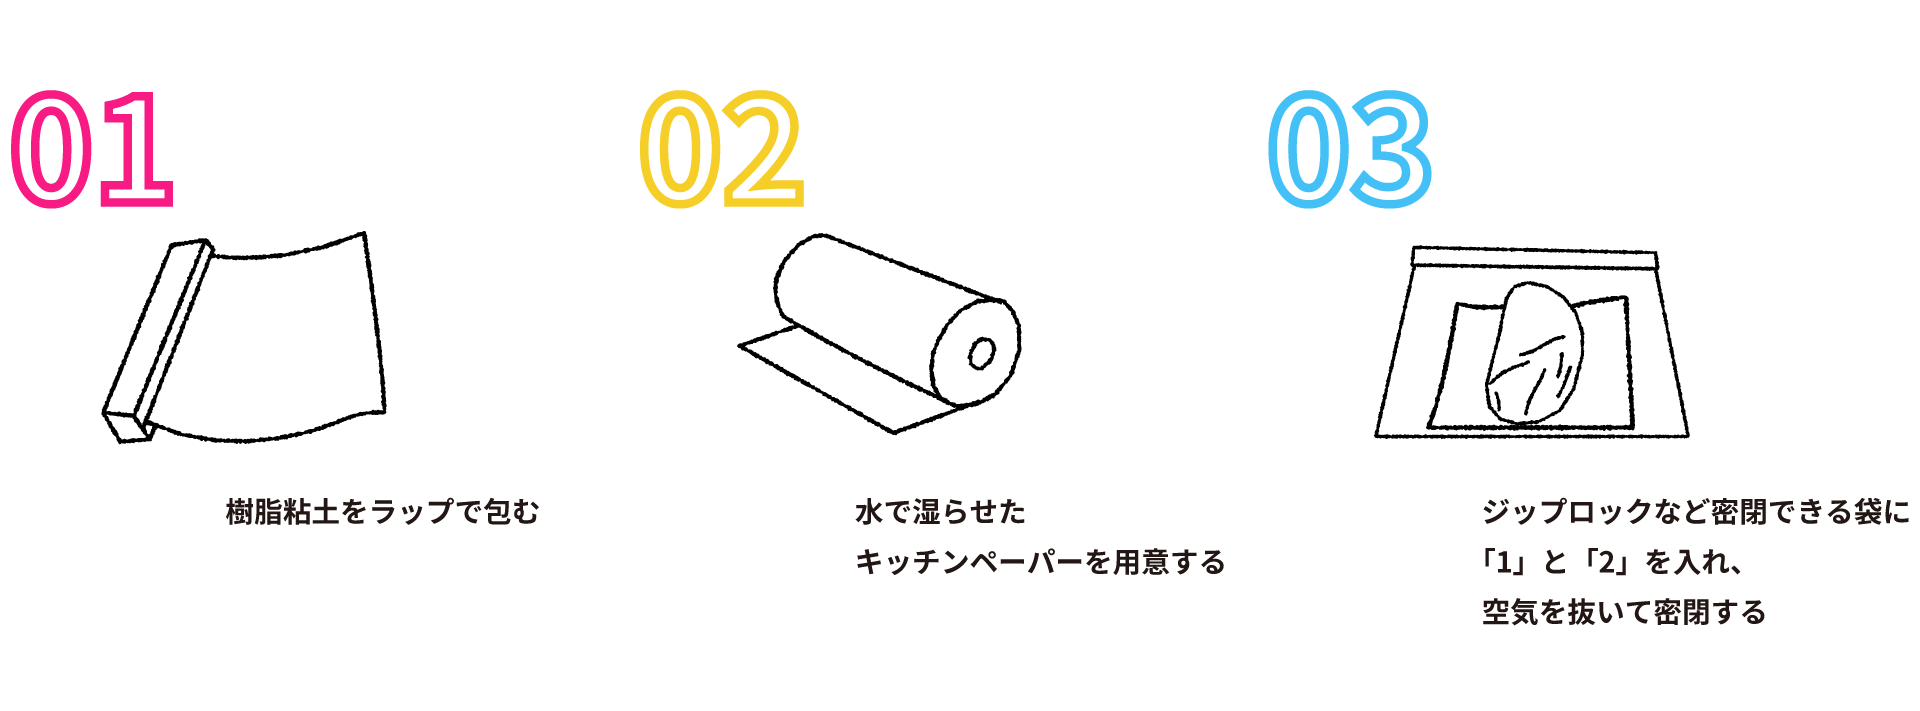 01
樹脂粘土をラップで包む
02
水で湿らせた
キッチンペーパーを用意する
03
ジップロックなど密閉できる袋に
「1」と「2」を入れ、
空気を抜いて密閉する